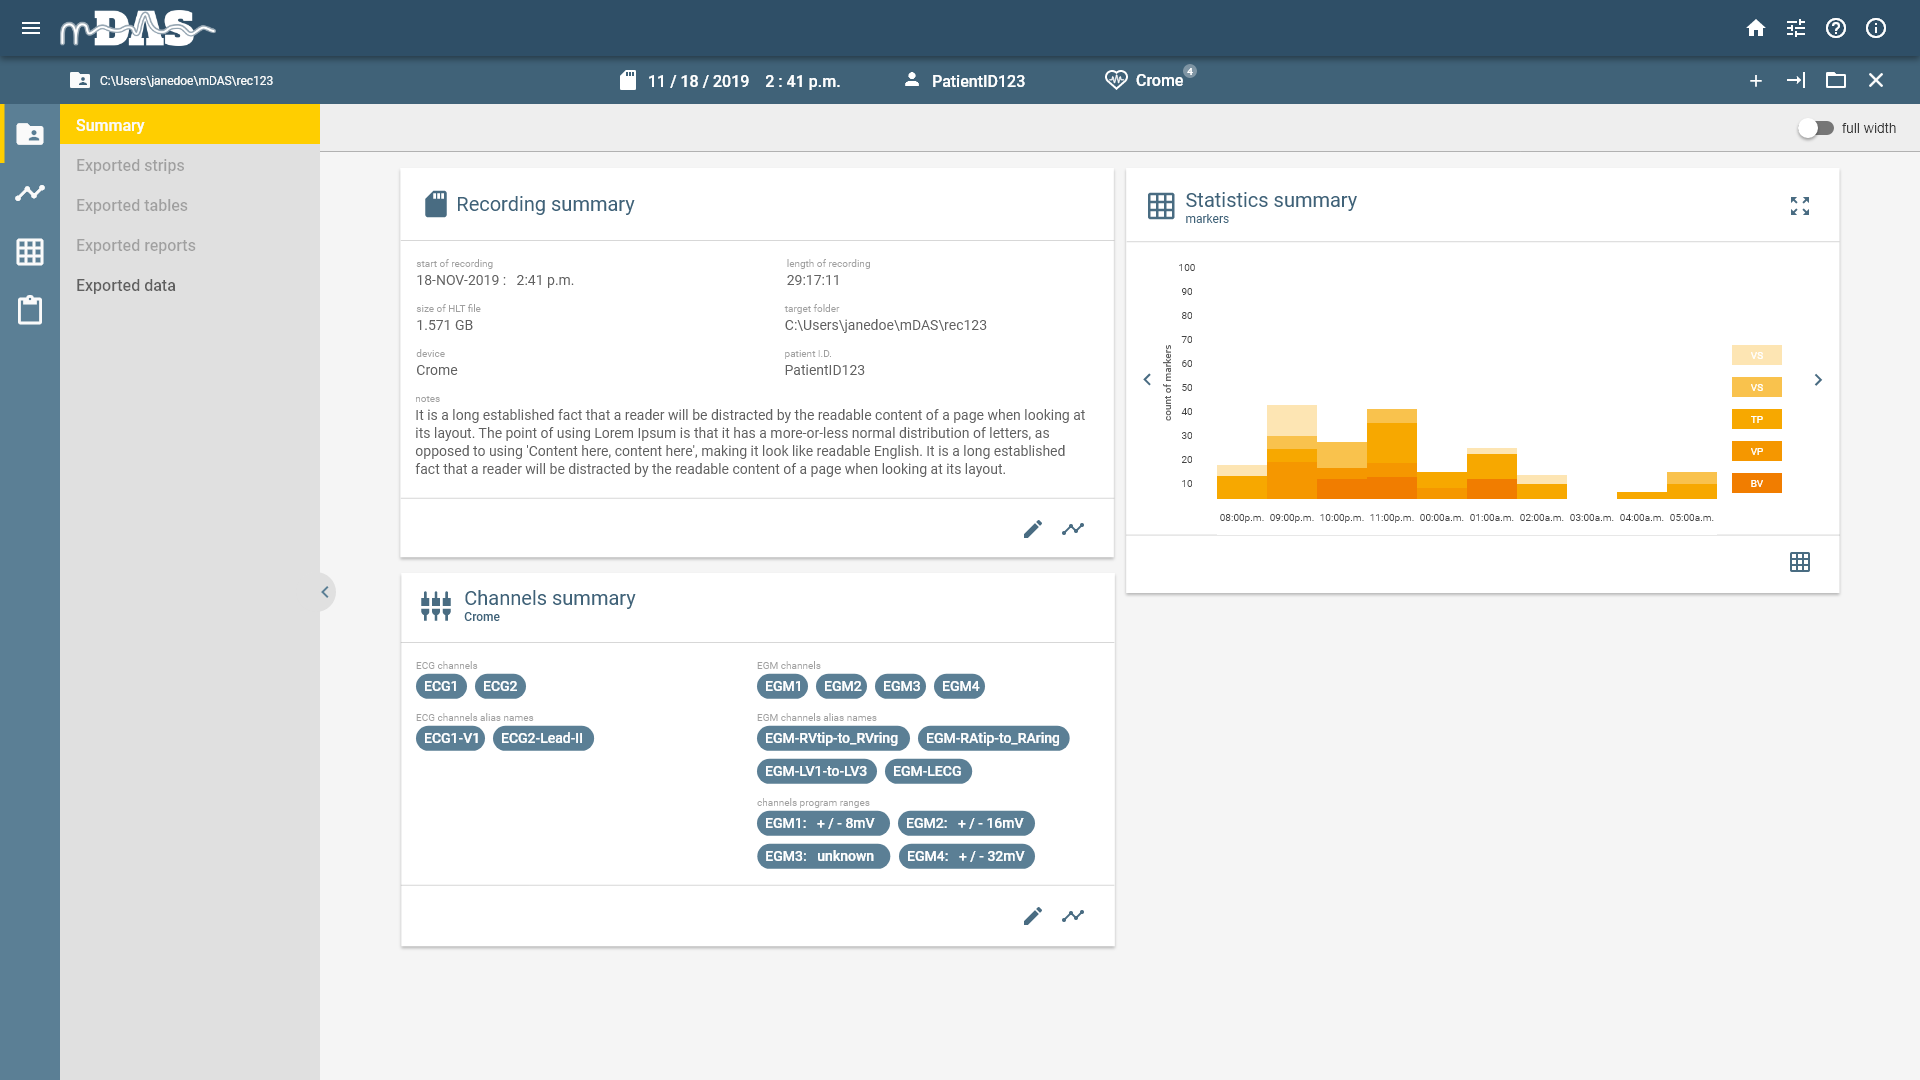 mDAS
C:\Users\janedoe\mDAS\rec123
11 / 18 / 2019 2 : 41 p.m.
PatientID123
Crome 4
Summary
Exported strips
Exported tables
Exported reports
Exported data
full width
Recording summary
start of recording
18-NOV-2019 : 2:41 p.m.
length of recording
29:17:11
size of HLT file
1.571 GB
target folder
C:\Users\janedoe\mDAS\rec123
device
Crome
patient I.D.
PatientID123
notes
It is a long established fact that a reader will be distracted by the readable content of a page when looking at
its layout. The point of using Lorem Ipsum is that it has a more-or-less normal distribution of letters, as
opposed to using 'Content here, content here', making it look like readable English. It is a long established
fact that a reader will be distracted by the readable content of a page when looking at its layout.
Statistics summary
markers
count of markers
100
90
80
70
60
50
40
30
20
10
08:00p.m. 09:00p.m. 10:00p.m. 11:00p.m. 00:00a.m. 01:00a.m. 02:00a.m. 03:00a.m. 04:00a.m. 05:00a.m.
VS
VS
TP
VP
BV
Channels summary
Crome
ECG channels
ECG1 ECG2
ECG channels alias names
ECG1-V1 ECG2-Lead-II
EGM channels
EGM1 EGM2 EGM3 EGM4
EGM channels alias names
EGM-RVtip-to_RVring EGM-RAtip-to_RAring
EGM-LV1-to-LV3 EGM-LECG
channels program ranges
EGM1: + / - 8mV EGM2: + / - 16mV
EGM3: unknown EGM4: + / - 32mV